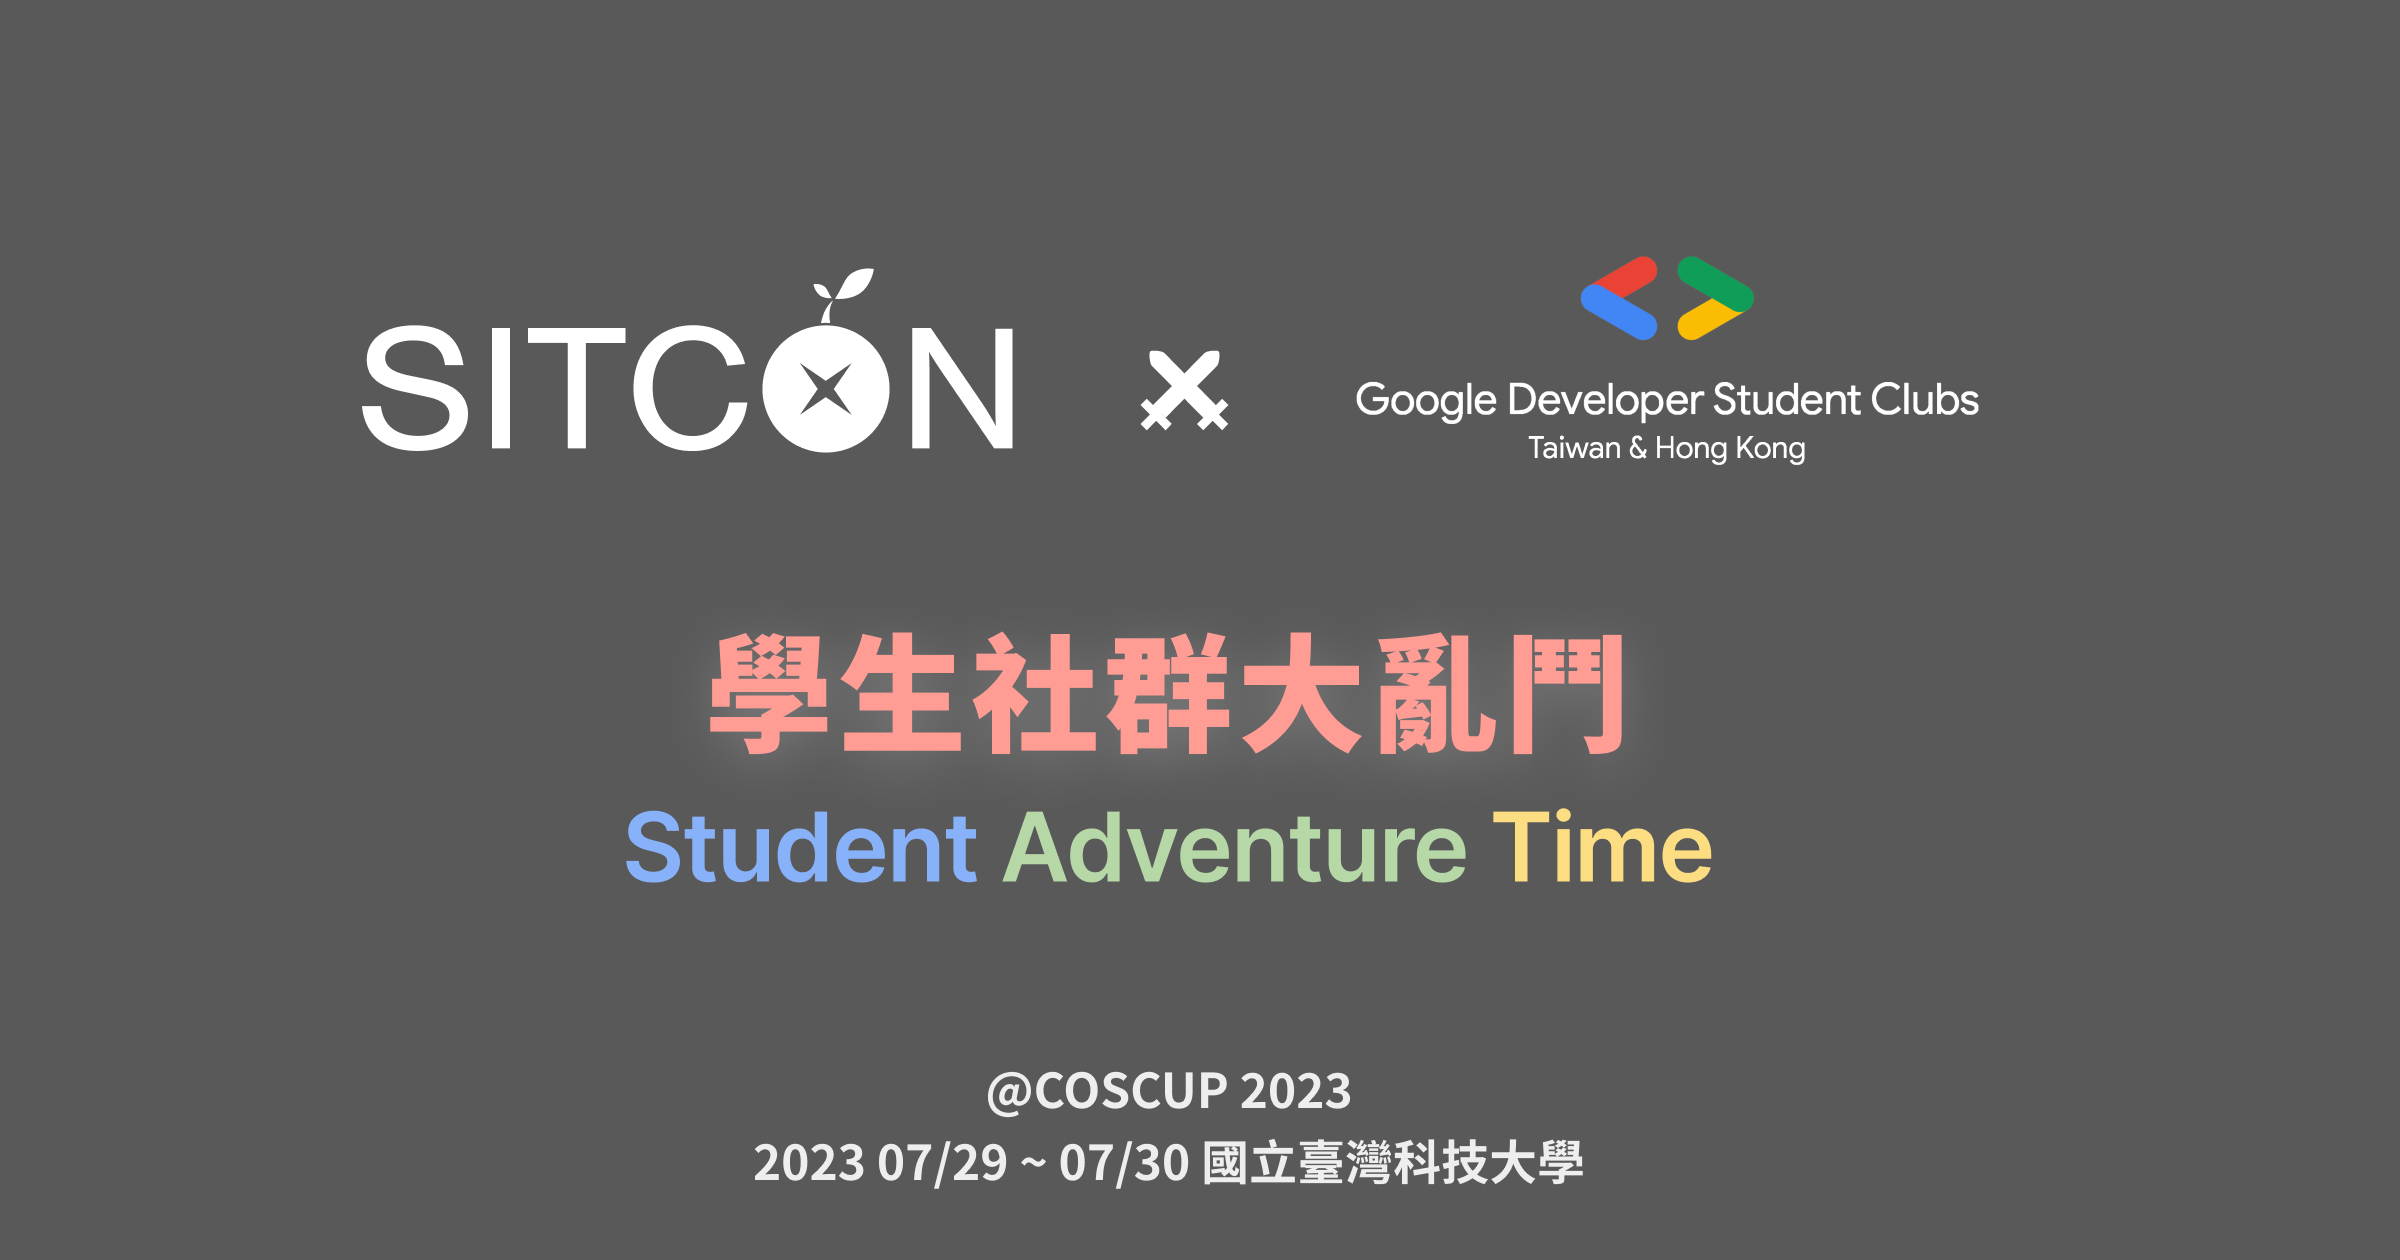 SITCON
Google Developer Student Clubs
Taiwan & Hong Kong
學生社群大亂鬥
Student Adventure Time
@COSCUP 2023
2023 07/29 ~ 07/30 國立臺灣科技大學